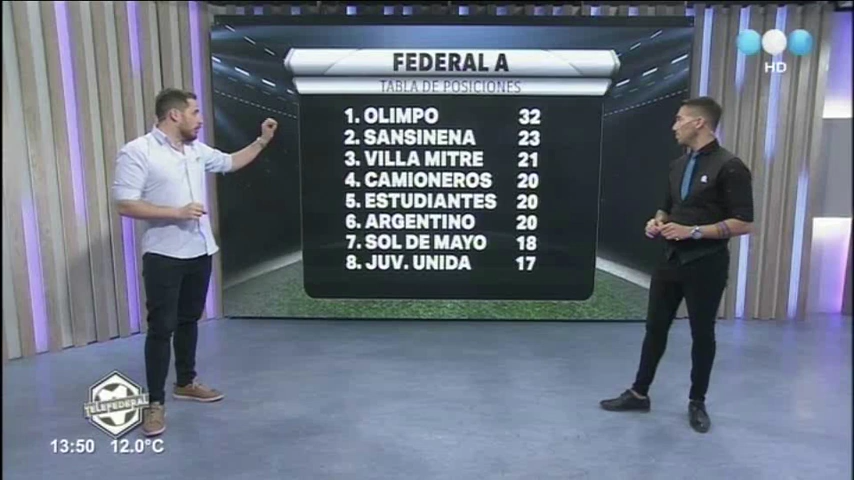 HD
FEDERAL A
TABLA DE POSICIONES
1. OLIMPO 32
2. SANSINENA 23
3. VILLA MITRE 21
4. CAMIONEROS 20
5. ESTUDIANTES 20
6. ARGENTINO 20
7. SOL DE MAYO 18
8. JUV. UNIDA 17
TELEFEDERAL
13:50 12.0°C